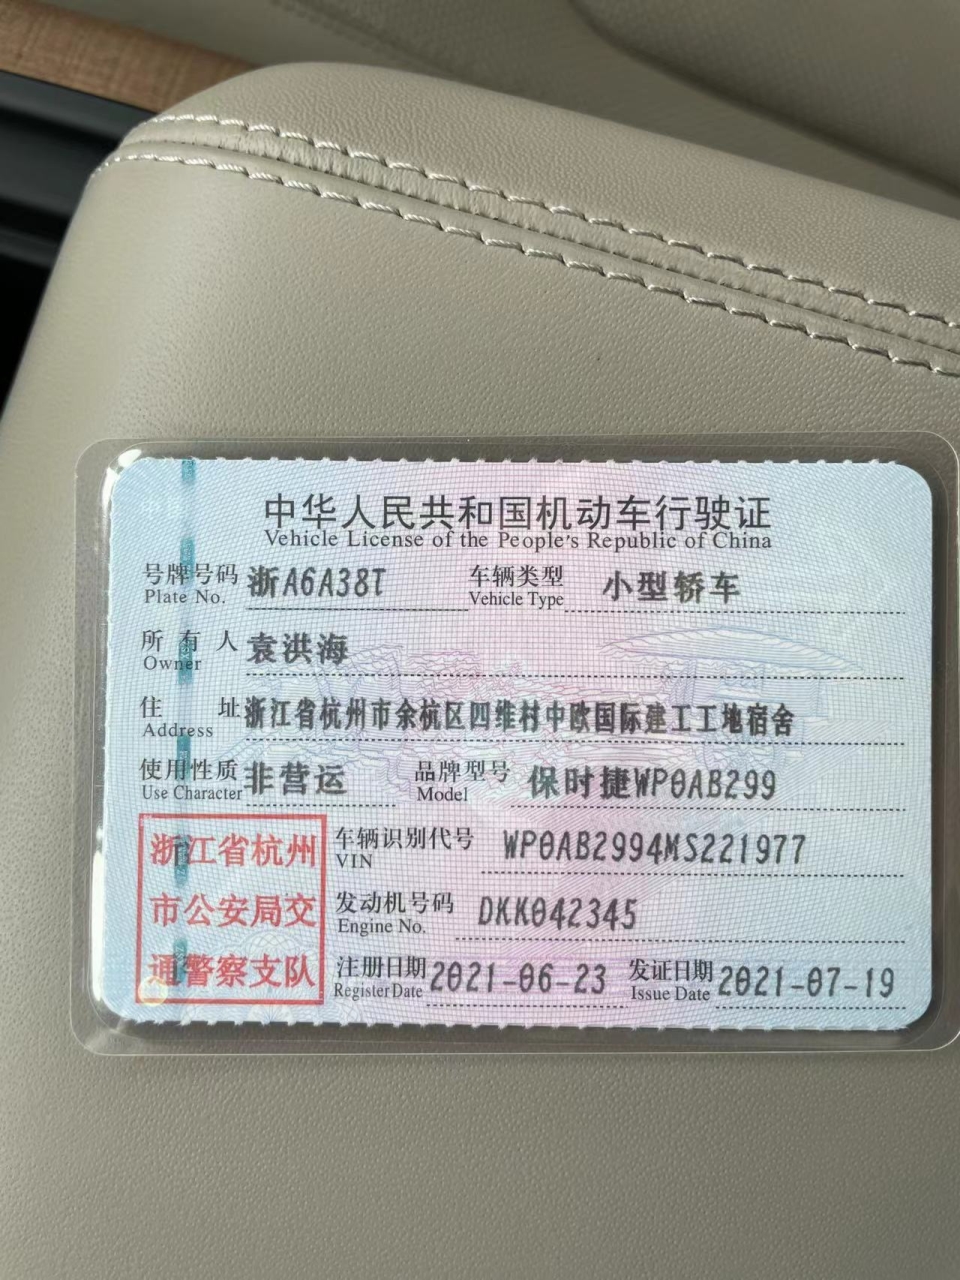 中华人民共和国机动车行驶证
Vehicle License of the People's Republic of China
号牌号码 浙A6A38T 车辆类型 小型轿车
Plate No. Vehicle Type
所有人 袁洪海
Owner
住址 浙江省杭州市余杭区四维村中欧国际建工工地宿舍
Address
使用性质 非营运 品牌型号 保时捷WP0AB299
Use Character Model
浙江省杭州
市公安局交
通警察支队
车辆识别代号 WP0AB2994MS221977
VIN
发动机号码 DKK042345
Engine No.
注册日期 2021-06-23 发证日期 2021-07-19
Register Date Issue Date